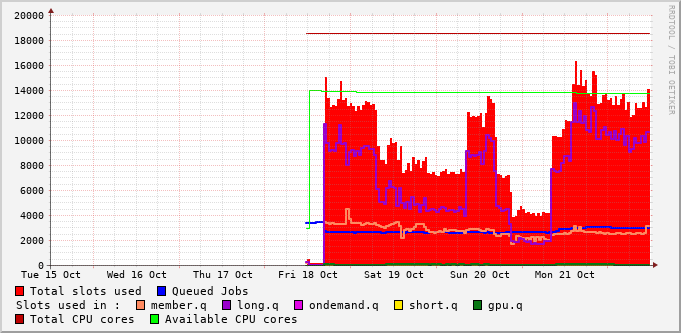 20000
18000
16000
14000
12000
10000
8000
6000
4000
2000
0
Tue 15 Oct Wed 16 Oct Thu 17 Oct Fri 18 Oct Sat 19 Oct Sun 20 Oct Mon 21 Oct
Total slots used Queued Jobs
Slots used in : member.q long.q ondemand.q short.q gpu.q
Total CPU cores Available CPU cores
RRDTOOL / TOBI OETIKER